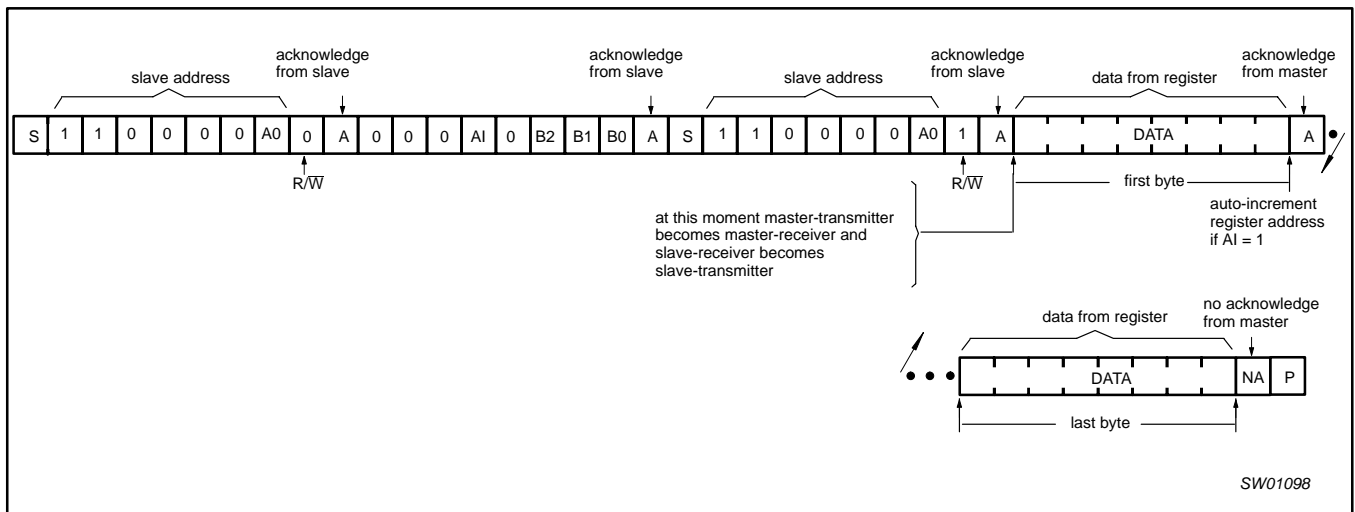 acknowledge
from slave
acknowledge
from slave
acknowledge
from slave
acknowledge
from master
slave address
slave address
data from register
S 1 1 0 0 0 0 A0 0 A 0 0 0 AI 0 B2 B1 B0 A S 1 1 0 0 0 0 A0 1 A DATA A
R/W̅
R/W̅
first byte
auto-increment
register address
if AI = 1
at this moment master-transmitter
becomes master-receiver and
slave-receiver becomes
slave-transmitter
no acknowledge
from master
data from register
DATA NA P
last byte
SW01098